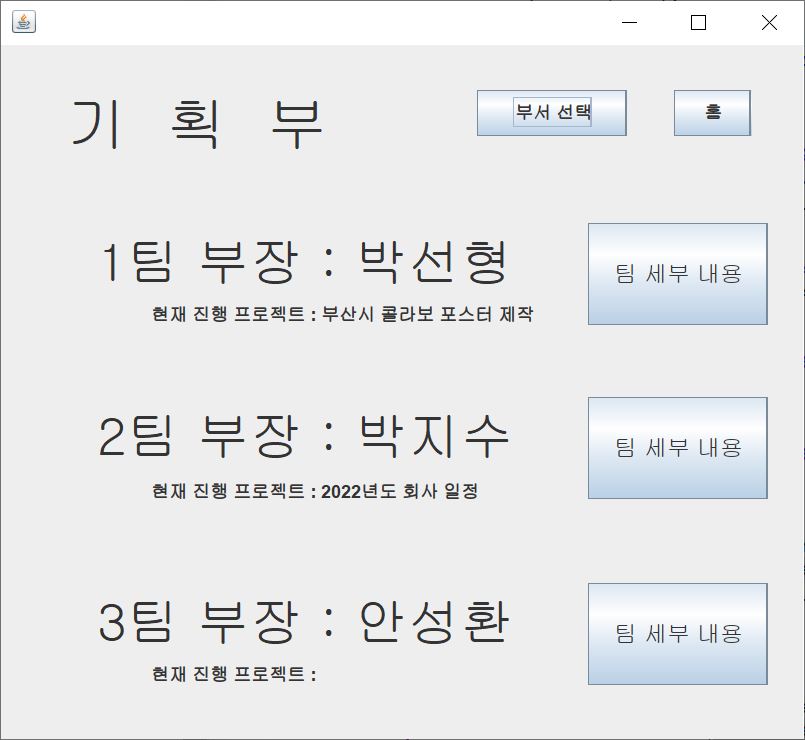 기 획 부
부서 선택
홈
1팀 부장 : 박선형
현재 진행 프로젝트 : 부산시 콜라보 포스터 제작
팀 세부 내용
2팀 부장 : 박지수
현재 진행 프로젝트 : 2022년도 회사 일정
팀 세부 내용
3팀 부장 : 안성환
현재 진행 프로젝트 :
팀 세부 내용